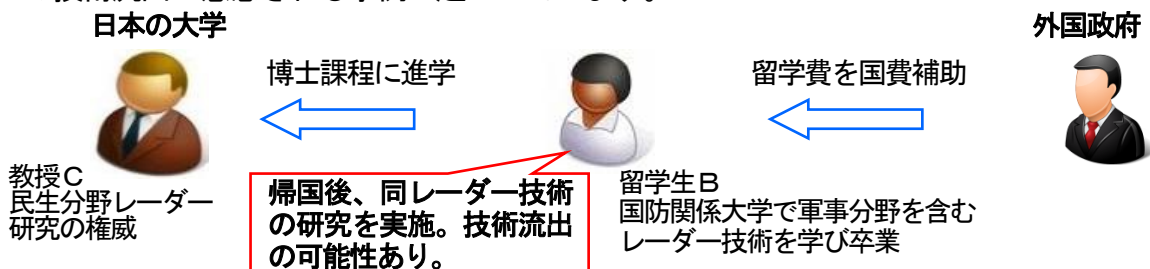 日本の大学
外国政府
博士課程に進学
留学費を国費補助
教授C
民生分野レーダー
研究の権威
帰国後、同レーダー技術
の研究を実施。技術流出
の可能性あり。
留学生B
国防関係大学で軍事分野を含む
レーダー技術を学び卒業